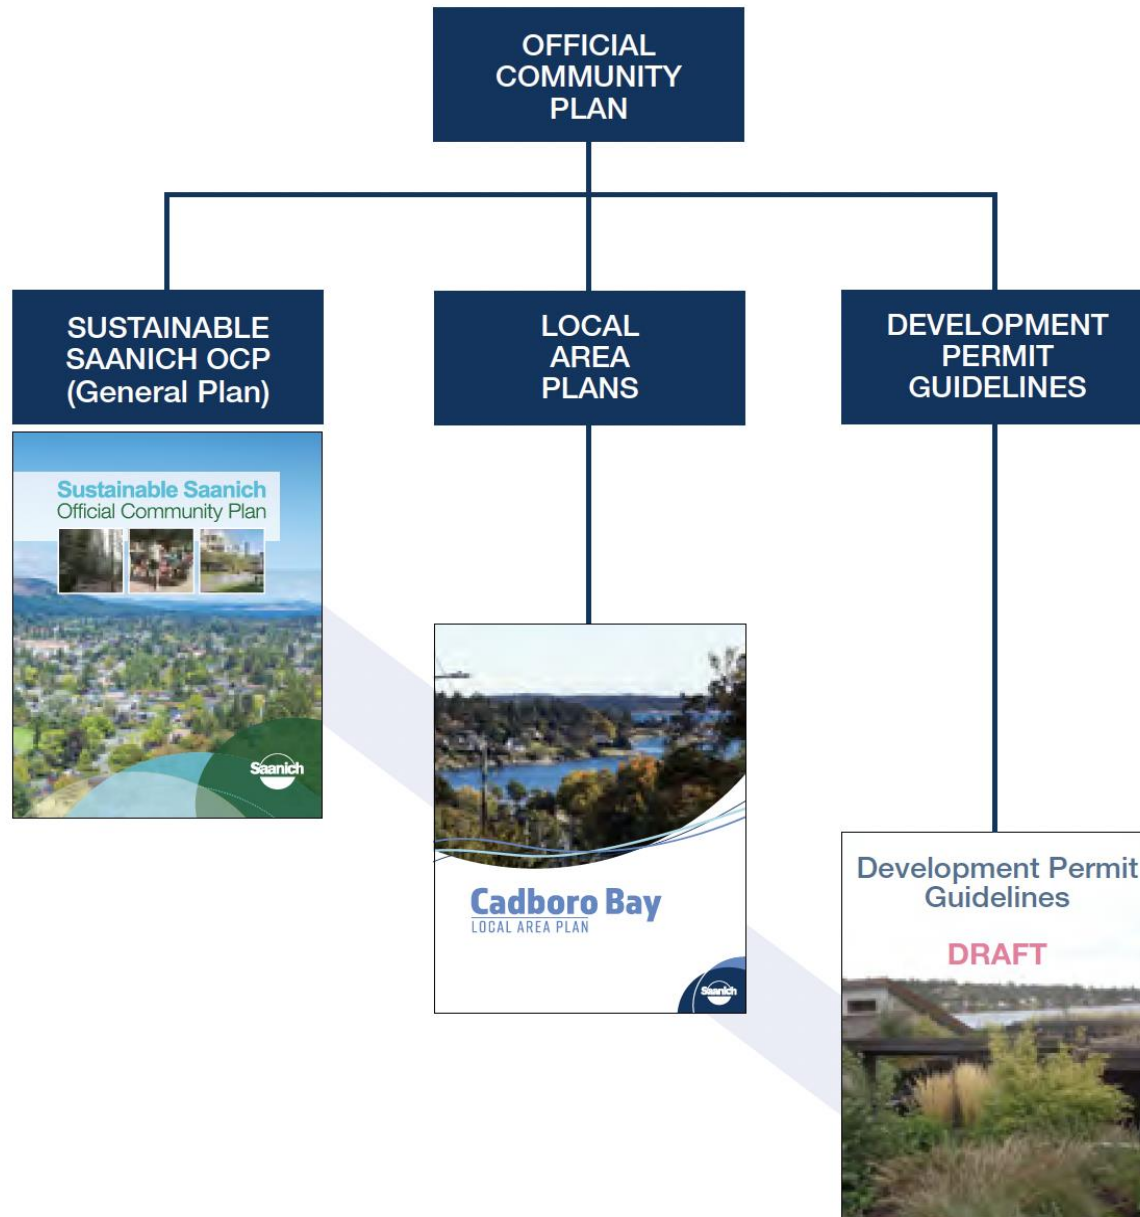 OFFICIAL
COMMUNITY
PLAN
SUSTAINABLE
SAANICH OCP
(General Plan)
LOCAL
AREA
PLANS
DEVELOPMENT
PERMIT
GUIDELINES
Sustainable Saanich
Official Community Plan
Saanich
Cadboro Bay
LOCAL AREA PLAN
Saanich
Development Permit
Guidelines
DRAFT